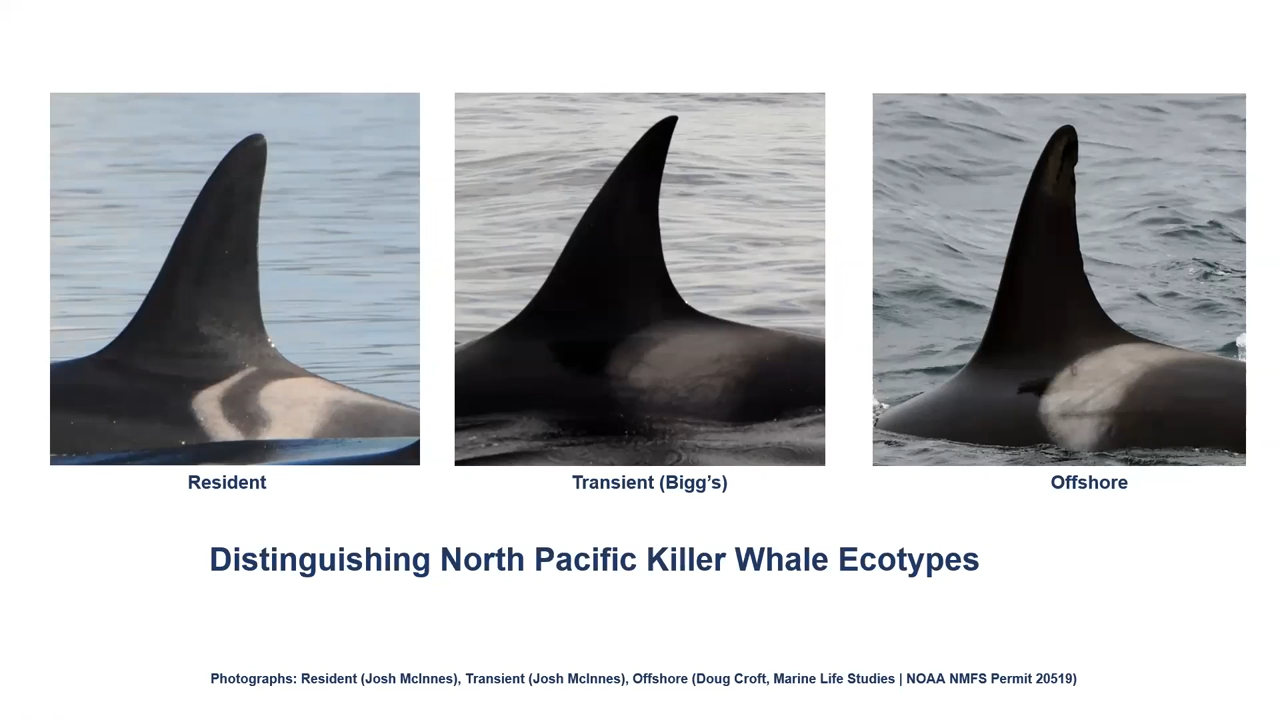 Resident
Transient (Bigg’s)
Offshore
Distinguishing North Pacific Killer Whale Ecotypes
Photographs: Resident (Josh McInnes), Transient (Josh McInnes), Offshore (Doug Croft, Marine Life Studies | NOAA NMFS Permit 20519)